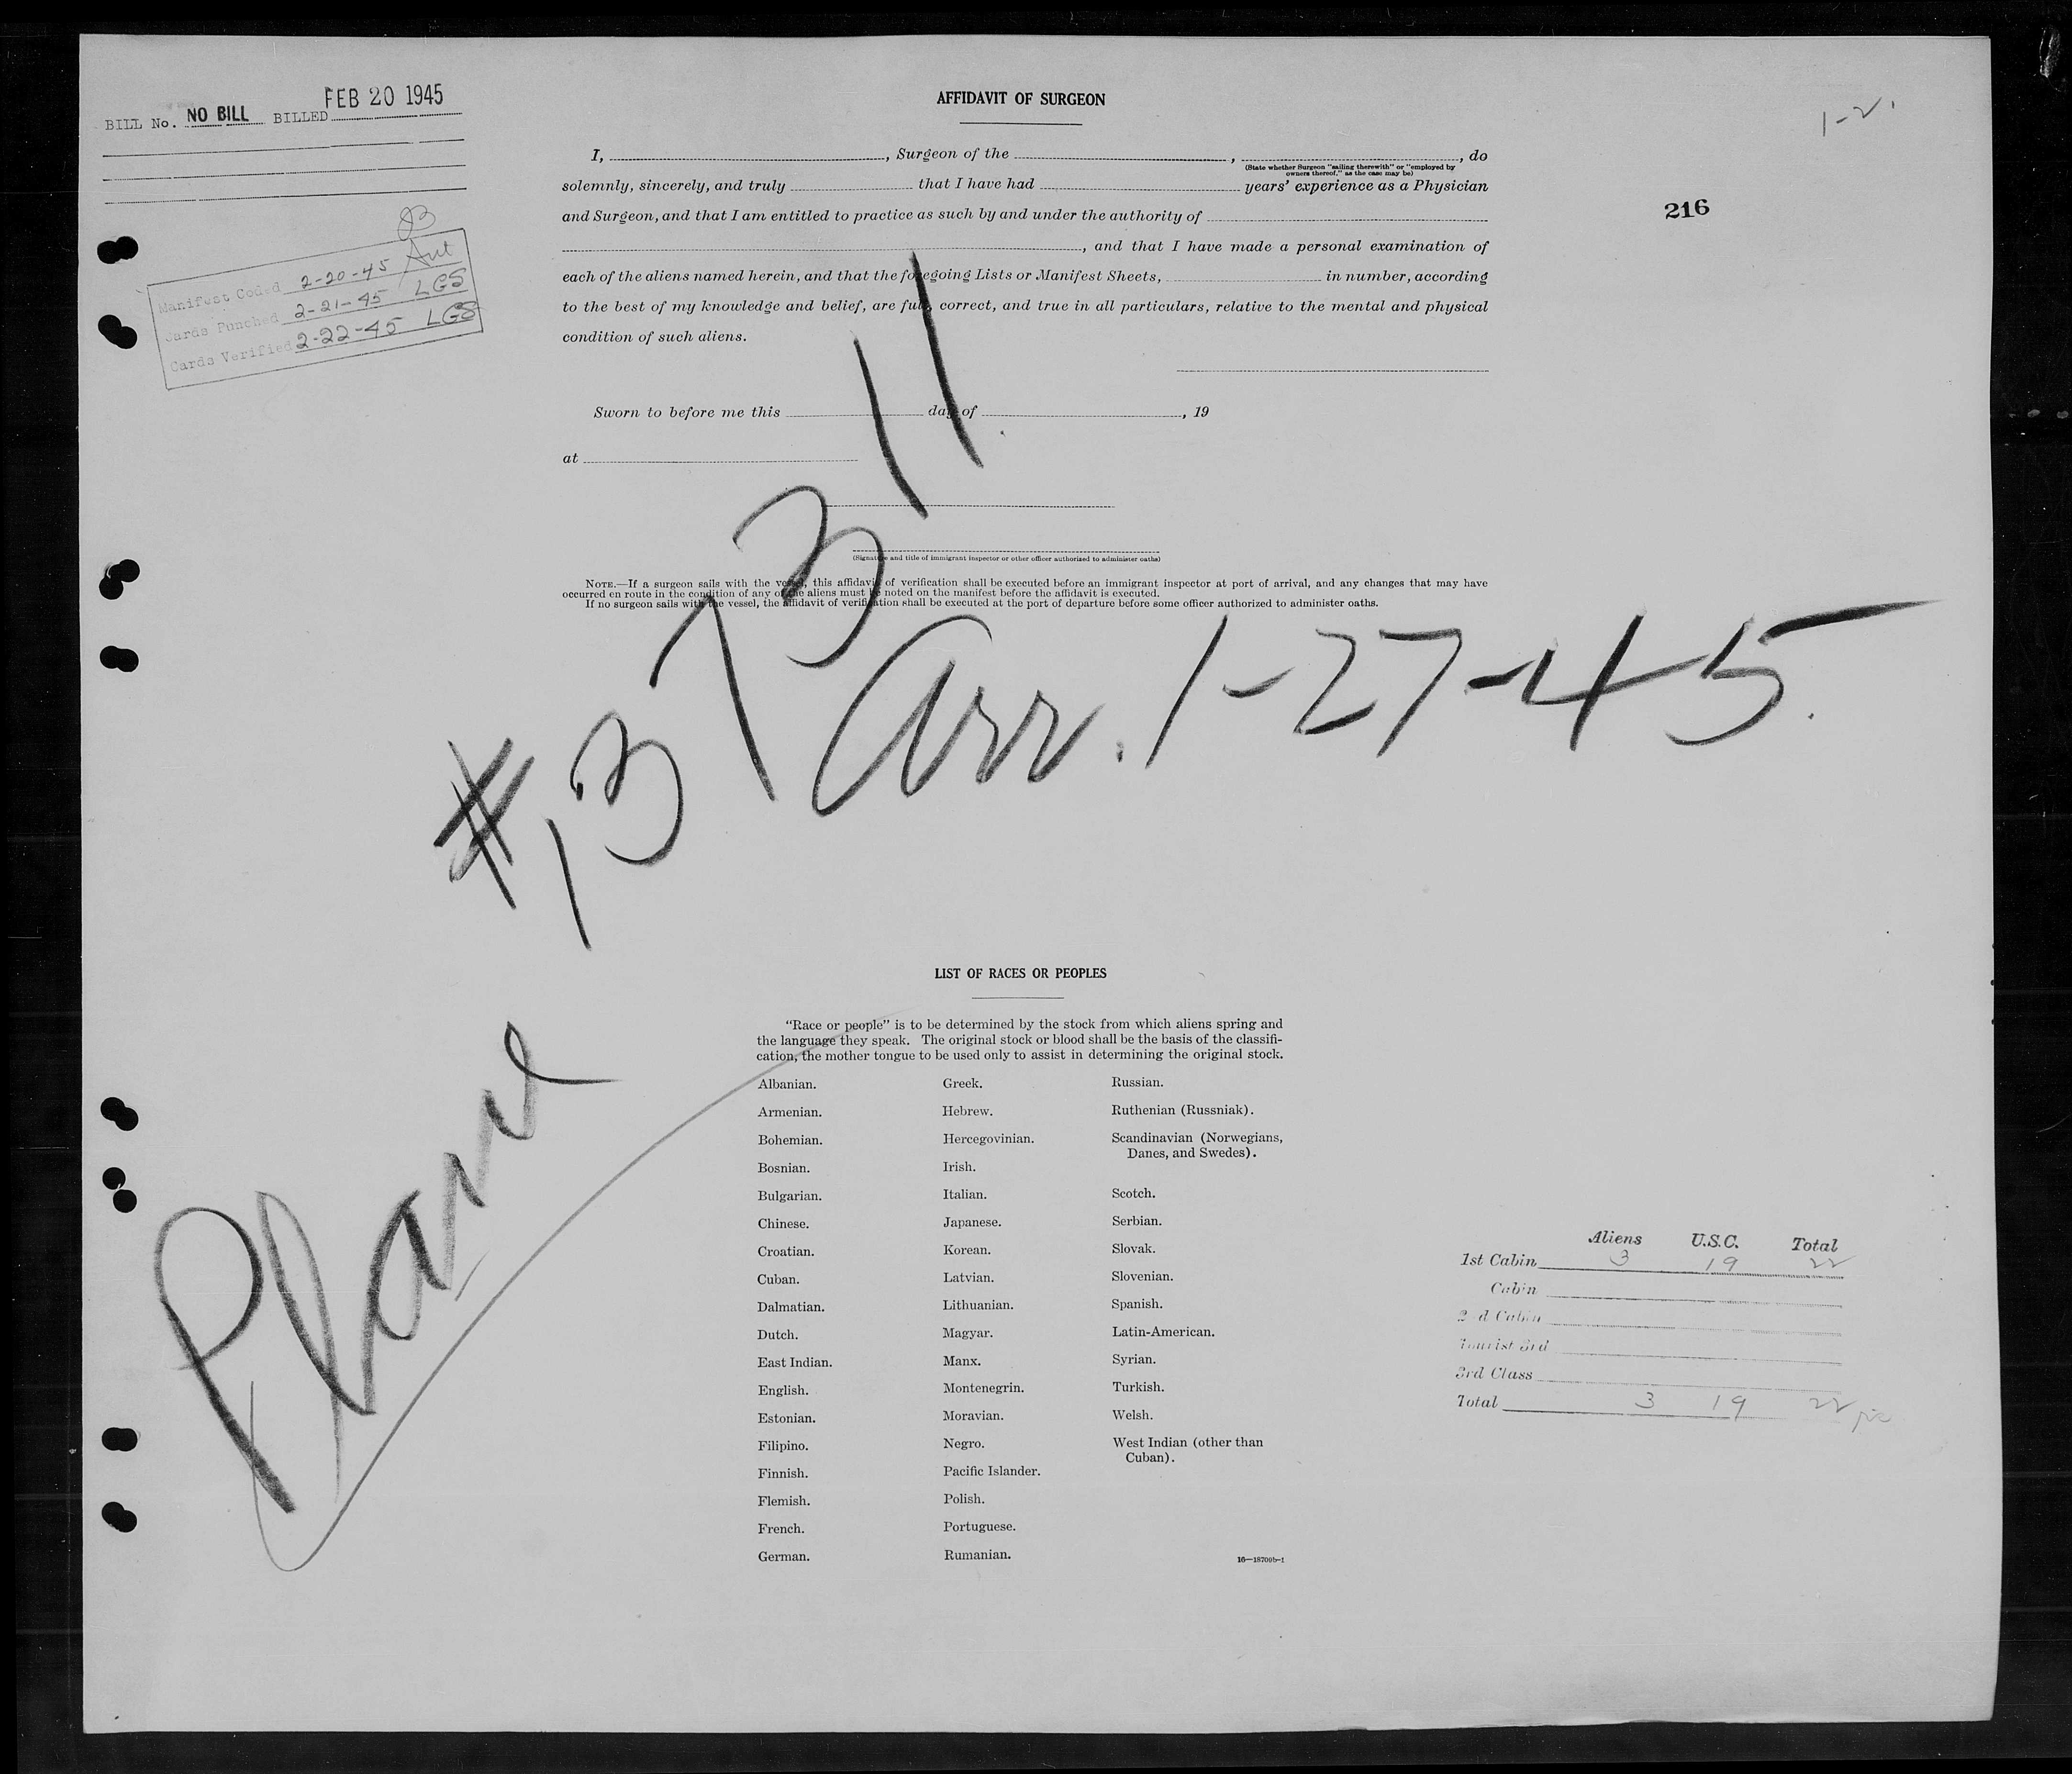 FEB 20 1945
BILL No. NO BILL BILLED
AFFIDAVIT OF SURGEON
1-2
216
I, , Surgeon of the , , do
(State whether Surgeon "sailing therewith" or "employed by
owners thereof," as the case may be)
solemnly, sincerely, and truly that I have had years' experience as a Physician
and Surgeon, and that I am entitled to practice as such by and under the authority of
, and that I have made a personal examination of
each of the aliens named herein, and that the foregoing Lists or Manifest Sheets, in number, according
to the best of my knowledge and belief, are full, correct, and true in all particulars, relative to the mental and physical
condition of such aliens.
Manifest Coded 2-20-45
Cards Punched 2-21-45 LGS
Cards Verified 2-22-45 LGS
Sworn to before me this day of , 19
at
(Signature and title of immigrant inspector or other officer authorized to administer oaths)
NOTE.—If a surgeon sails with the vessel, this affidavit of verification shall be executed before an immigrant inspector at port of arrival, and any changes that may have
occurred en route in the condition of any of the aliens must be noted on the manifest before the affidavit is executed.
If no surgeon sails with the vessel, the affidavit of verification shall be executed at the port of departure before some officer authorized to administer oaths.
#137311
Arr. 1-27-45.
Plane
LIST OF RACES OR PEOPLES
"Race or people" is to be determined by the stock from which aliens spring and
the language they speak. The original stock or blood shall be the basis of the classifi-
cation, the mother tongue to be used only to assist in determining the original stock.
Albanian.
Armenian.
Bohemian.
Bosnian.
Bulgarian.
Chinese.
Croatian.
Cuban.
Dalmatian.
Dutch.
East Indian.
English.
Estonian.
Filipino.
Finnish.
Flemish.
French.
German.
Greek.
Hebrew.
Hercegovinian.
Irish.
Italian.
Japanese.
Korean.
Latvian.
Lithuanian.
Magyar.
Manx.
Montenegrin.
Moravian.
Negro.
Pacific Islander.
Polish.
Portuguese.
Rumanian.
Russian.
Ruthenian (Russniak).
Scandinavian (Norwegians,
Danes, and Swedes).
Scotch.
Serbian.
Slovak.
Slovenian.
Spanish.
Latin-American.
Syrian.
Turkish.
Welsh.
West Indian (other than
Cuban).
16—18709b-1
Aliens U.S.C. Total
1st Cabin 3 19 22
Cabin
2 d Cabin
Tourist 3rd
3rd Class
Total 3 19 22